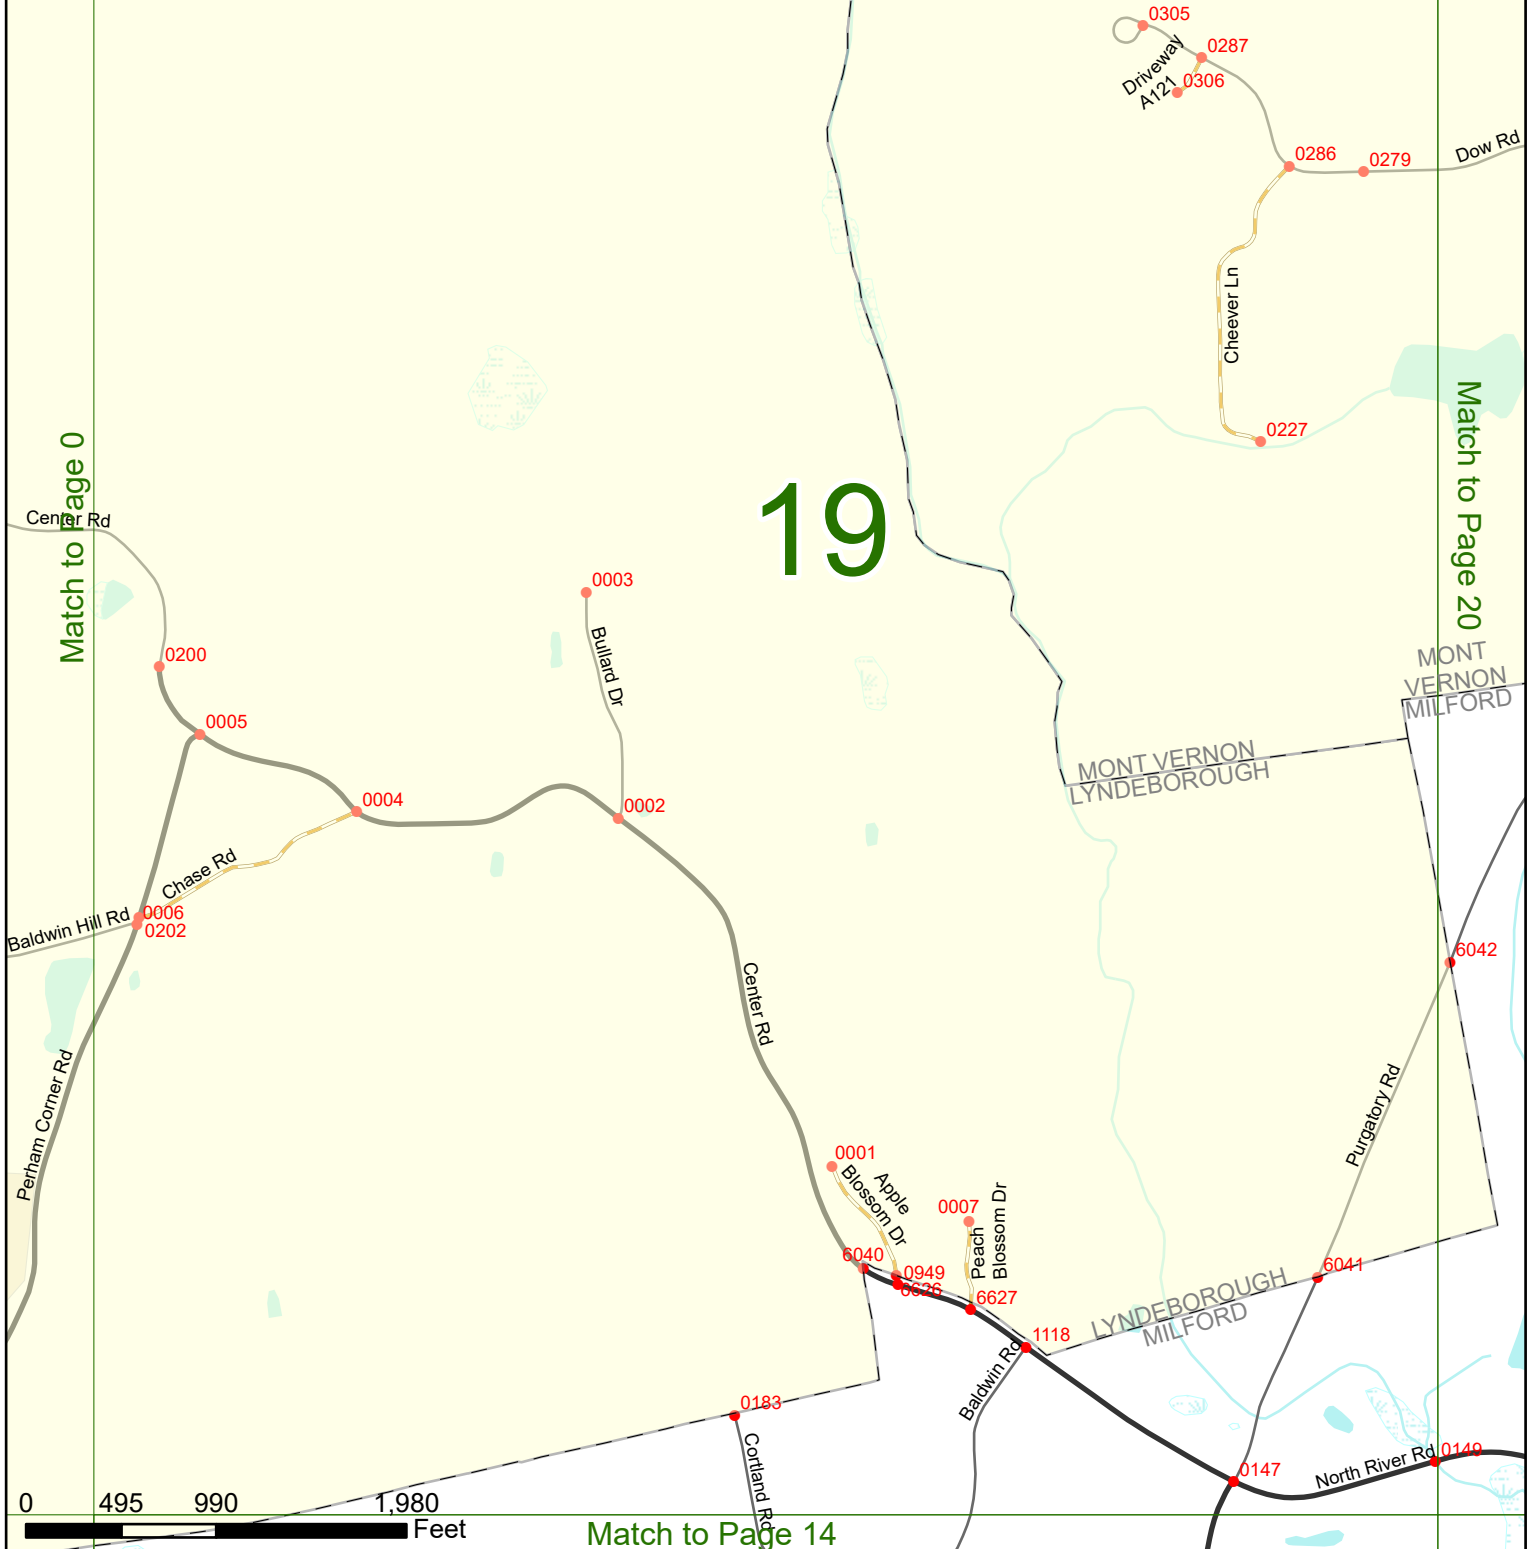 0305
0287
Driveway
A121
0306
0286
0279
Dow Rd
Cheever Ln
0227
Match to Page 0
Match to Page 20
Center Rd
19
0003
Bullard Dr
0200
0005
MONT
VERNON
MILFORD
MONT VERNON
LYNDEBOROUGH
0004
0002
Chase Rd
0006
Baldwin Hill Rd
0202
6042
Center Rd
Perham Corner Rd
Purgatory Rd
0001
Apple
Blossom Dr
0007
Peach
Blossom Dr
6040
0949
6626
6627
6041
LYNDEBOROUGH
MILFORD
1118
Baldwin Rd
0183
Cortland Rd
0147
North River Rd
0149
0 495 990 1,980
Feet
Match to Page 14